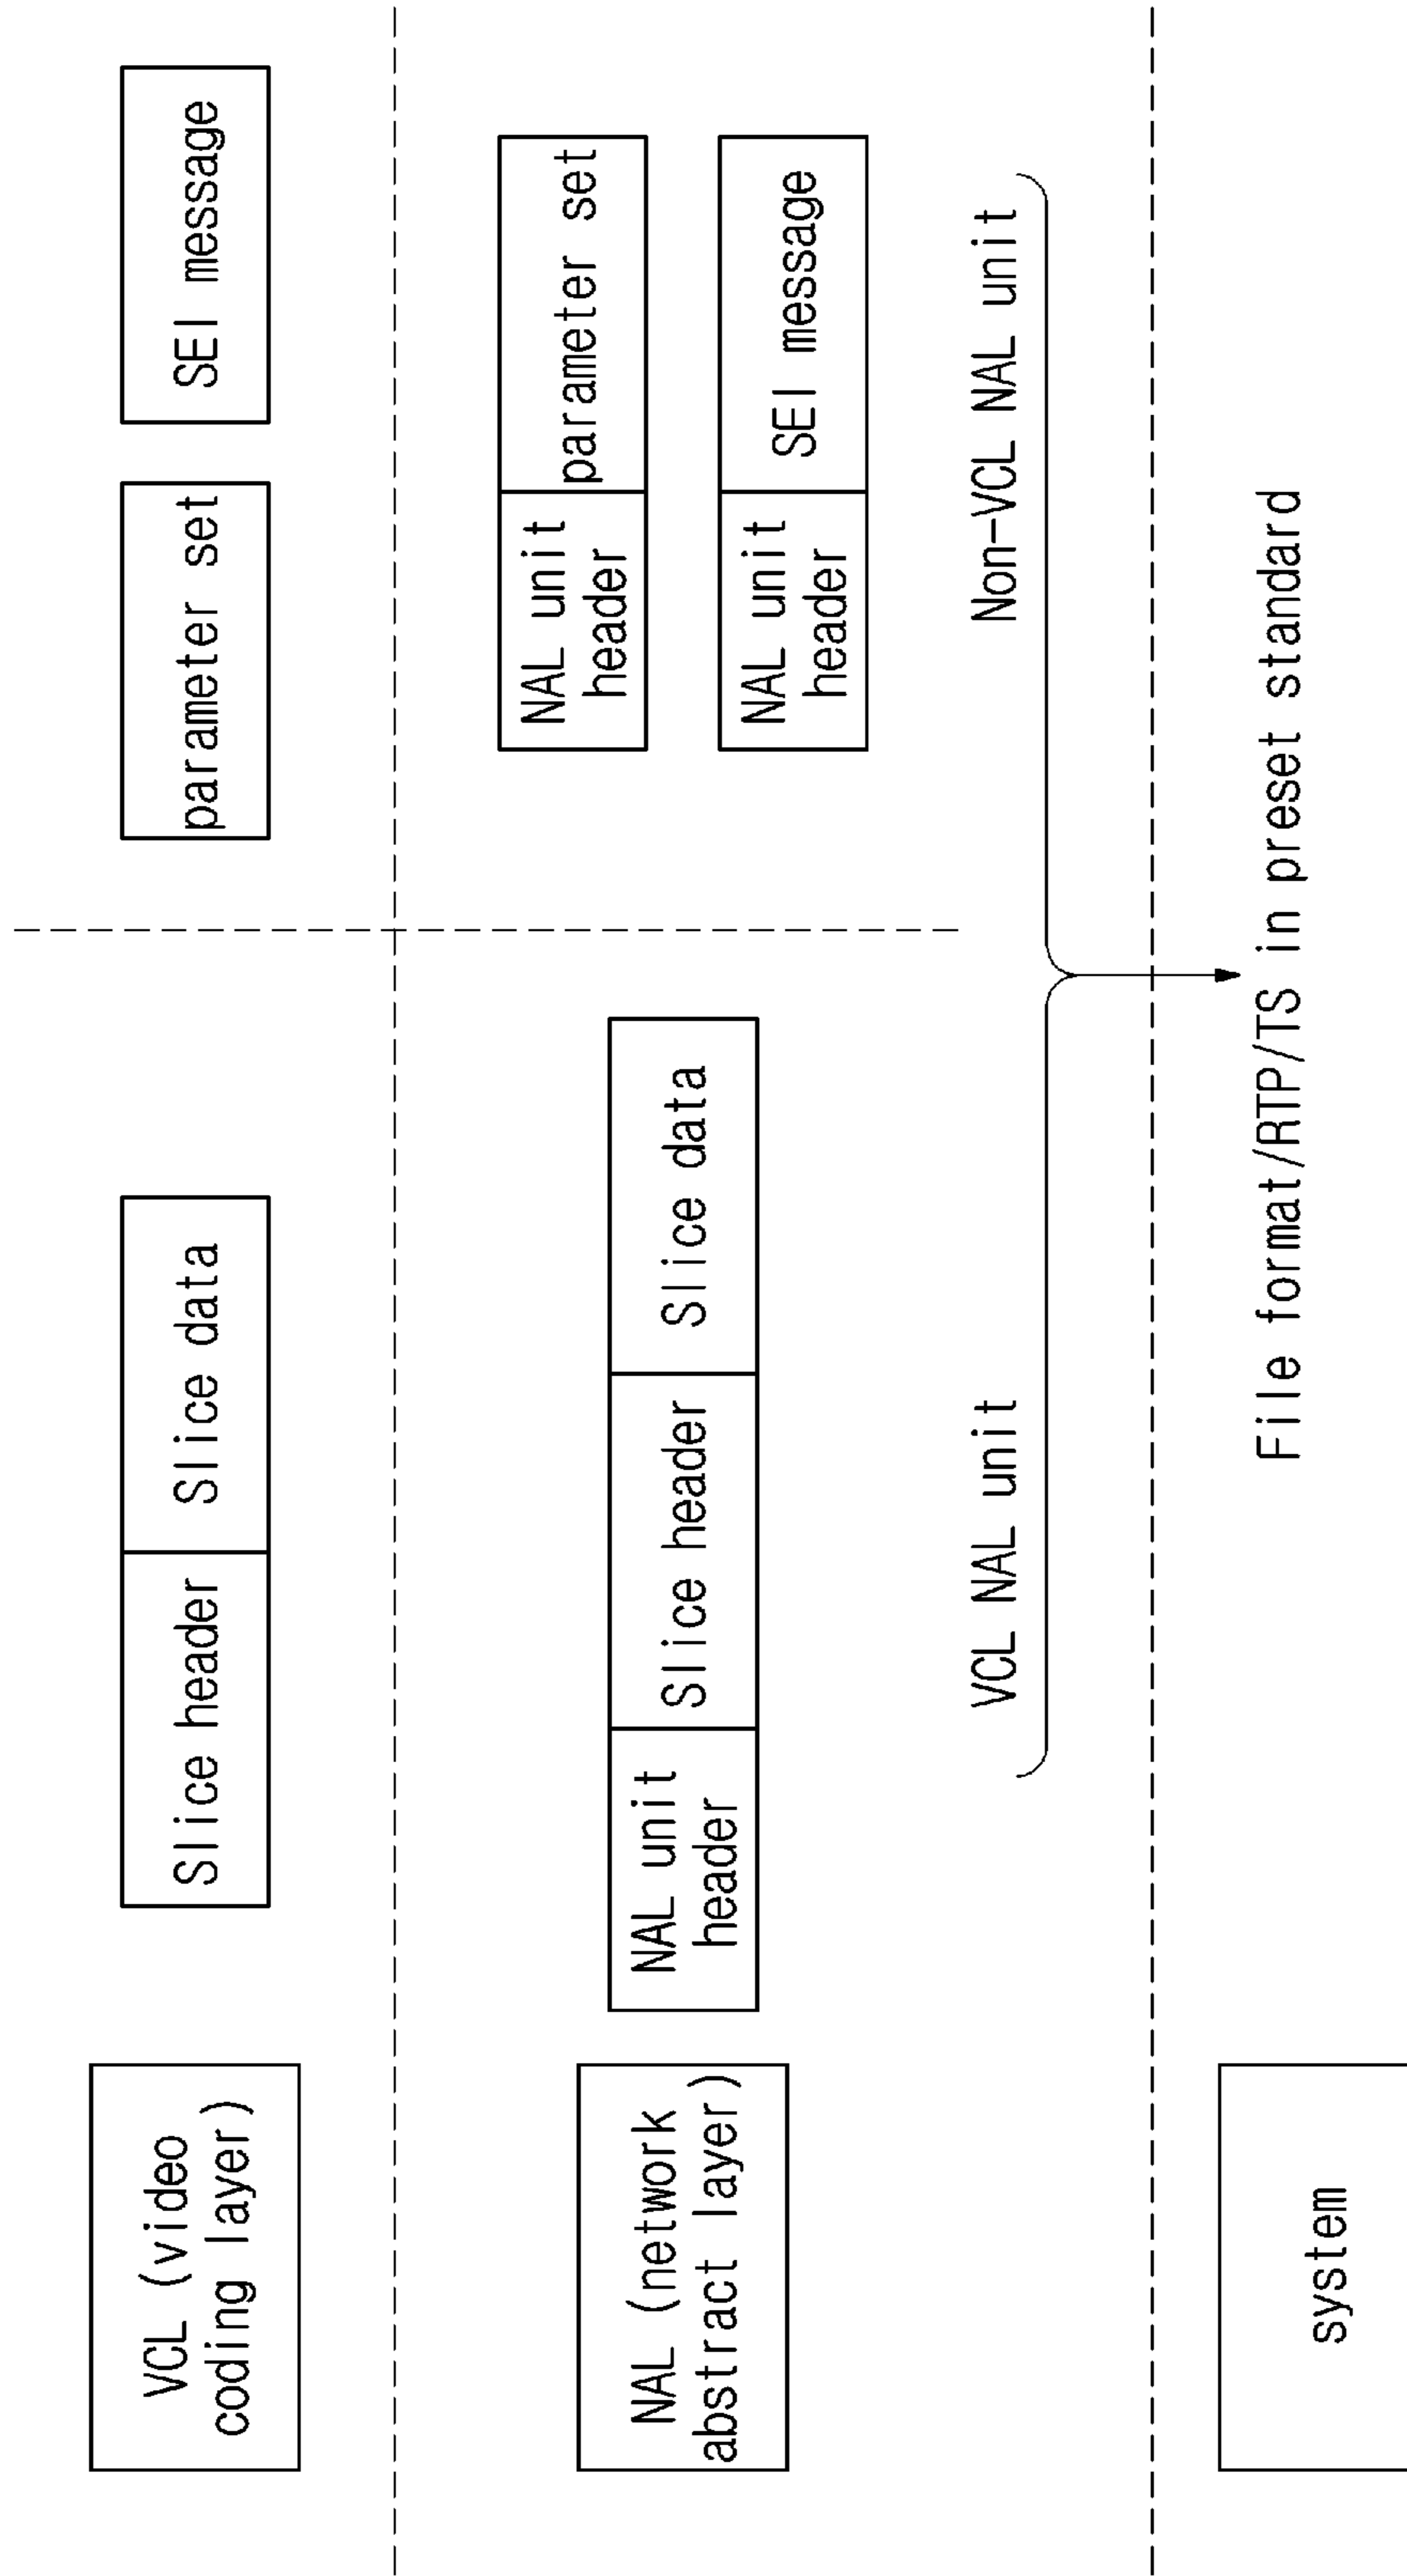 VCL (video
coding layer)
Slice header
Slice data
parameter set
SEI message
NAL (network
abstract layer)
NAL unit
header
Slice header
Slice data
NAL unit
header
parameter set
NAL unit
header
SEI message
VCL NAL unit
Non-VCL NAL unit
system
File format/RTP/TS in preset standard